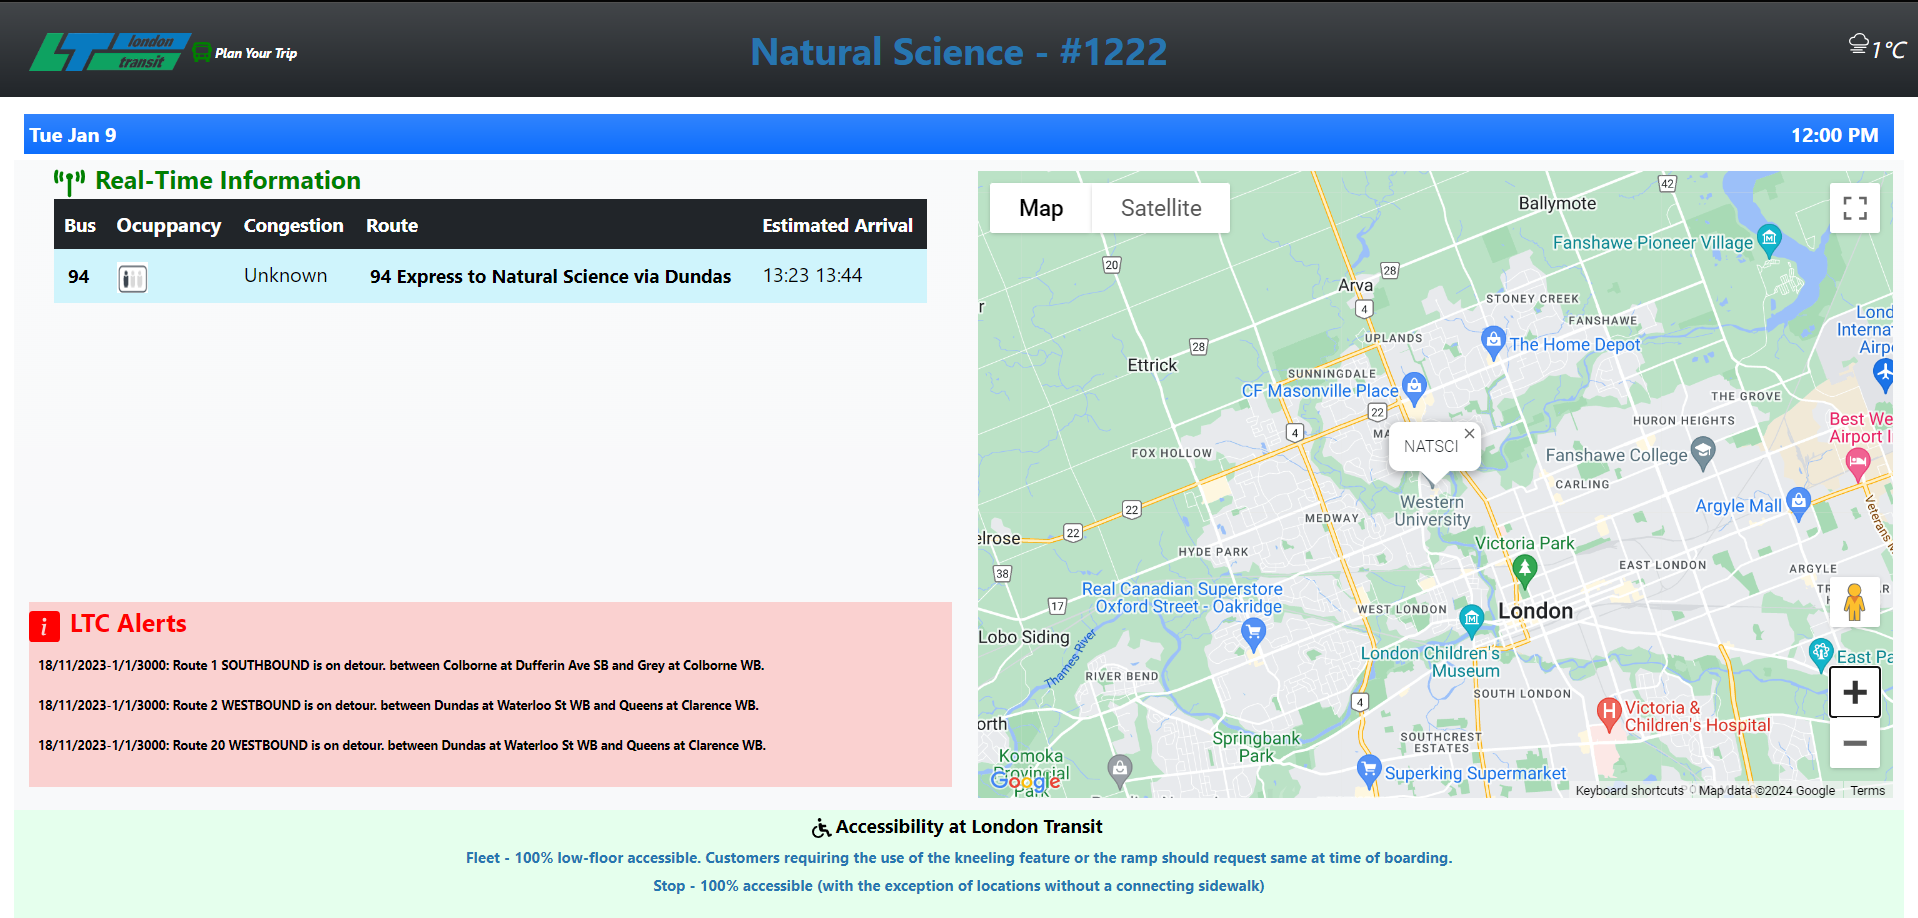 london
transit
Plan Your Trip
Natural Science - #1222
1°C
Tue Jan 9
12:00 PM
Real-Time Information
Bus Ocuppancy Congestion Route Estimated Arrival
94 Unknown 94 Express to Natural Science via Dundas 13:23 13:44
i LTC Alerts
18/11/2023-1/1/3000: Route 1 SOUTHBOUND is on detour. between Colborne at Dufferin Ave SB and Grey at Colborne WB.
18/11/2023-1/1/3000: Route 2 WESTBOUND is on detour. between Dundas at Waterloo St WB and Queens at Clarence WB.
18/11/2023-1/1/3000: Route 20 WESTBOUND is on detour. between Dundas at Waterloo St WB and Queens at Clarence WB.
Map Satellite
42
Ballymote
Fanshawe Pioneer Village
20
28
Arva
4
STONEY CREEK
FANSHAWE
Lond
Interna
Airp
UPLANDS
The Home Depot
28
Ettrick
SUNNINGDALE
CF Masonville Place
22
THE GROVE
HURON HEIGHTS
Best We
Airport I
4
MA
NATSCI
FOX HOLLOW
Fanshawe College
CARLING
Western
University
Argyle Mall
22
MEDWAY
Veterans M
22
elrose
HYDE PARK
Victoria Park
EAST LONDON
ARGYLE
38
Real Canadian Superstore
Oxford Street - Oakridge
17
WEST LONDON
London
Lobo Siding
Thames River
London Children's
Museum
East Pa
RIVER BEND
SOUTH LONDON
4
Victoria &
Children's Hospital
orth
Springbank
Park
SOUTHCREST
ESTATES
Komoka
Provincial
Park
Google
Superking Supermarket
Keyboard shortcuts Map data ©2024 Google Terms
Accessibility at London Transit
Fleet - 100% low-floor accessible. Customers requiring the use of the kneeling feature or the ramp should request same at time of boarding.
Stop - 100% accessible (with the exception of locations without a connecting sidewalk)